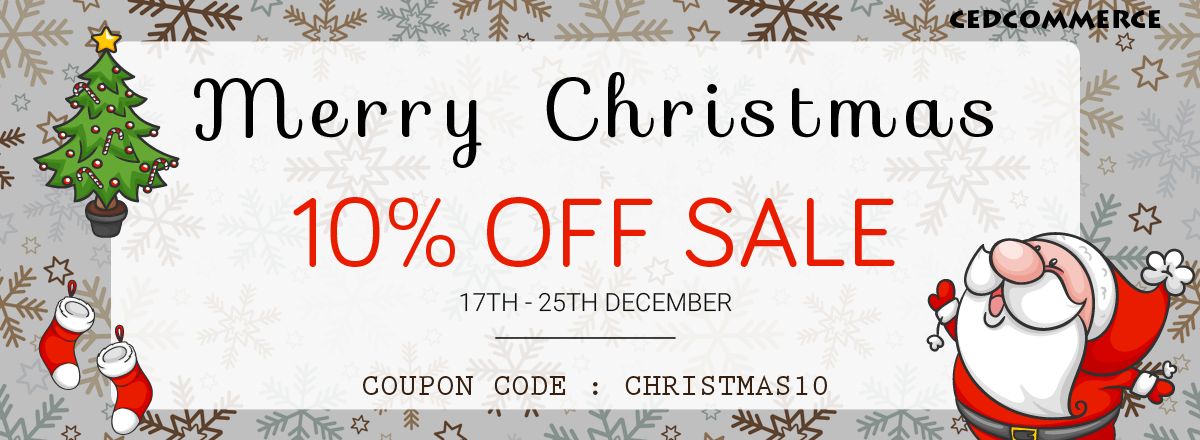 CEDCOMMERCE
Merry Christmas
10% OFF SALE
17TH - 25TH DECEMBER
COUPON CODE : CHRISTMAS10